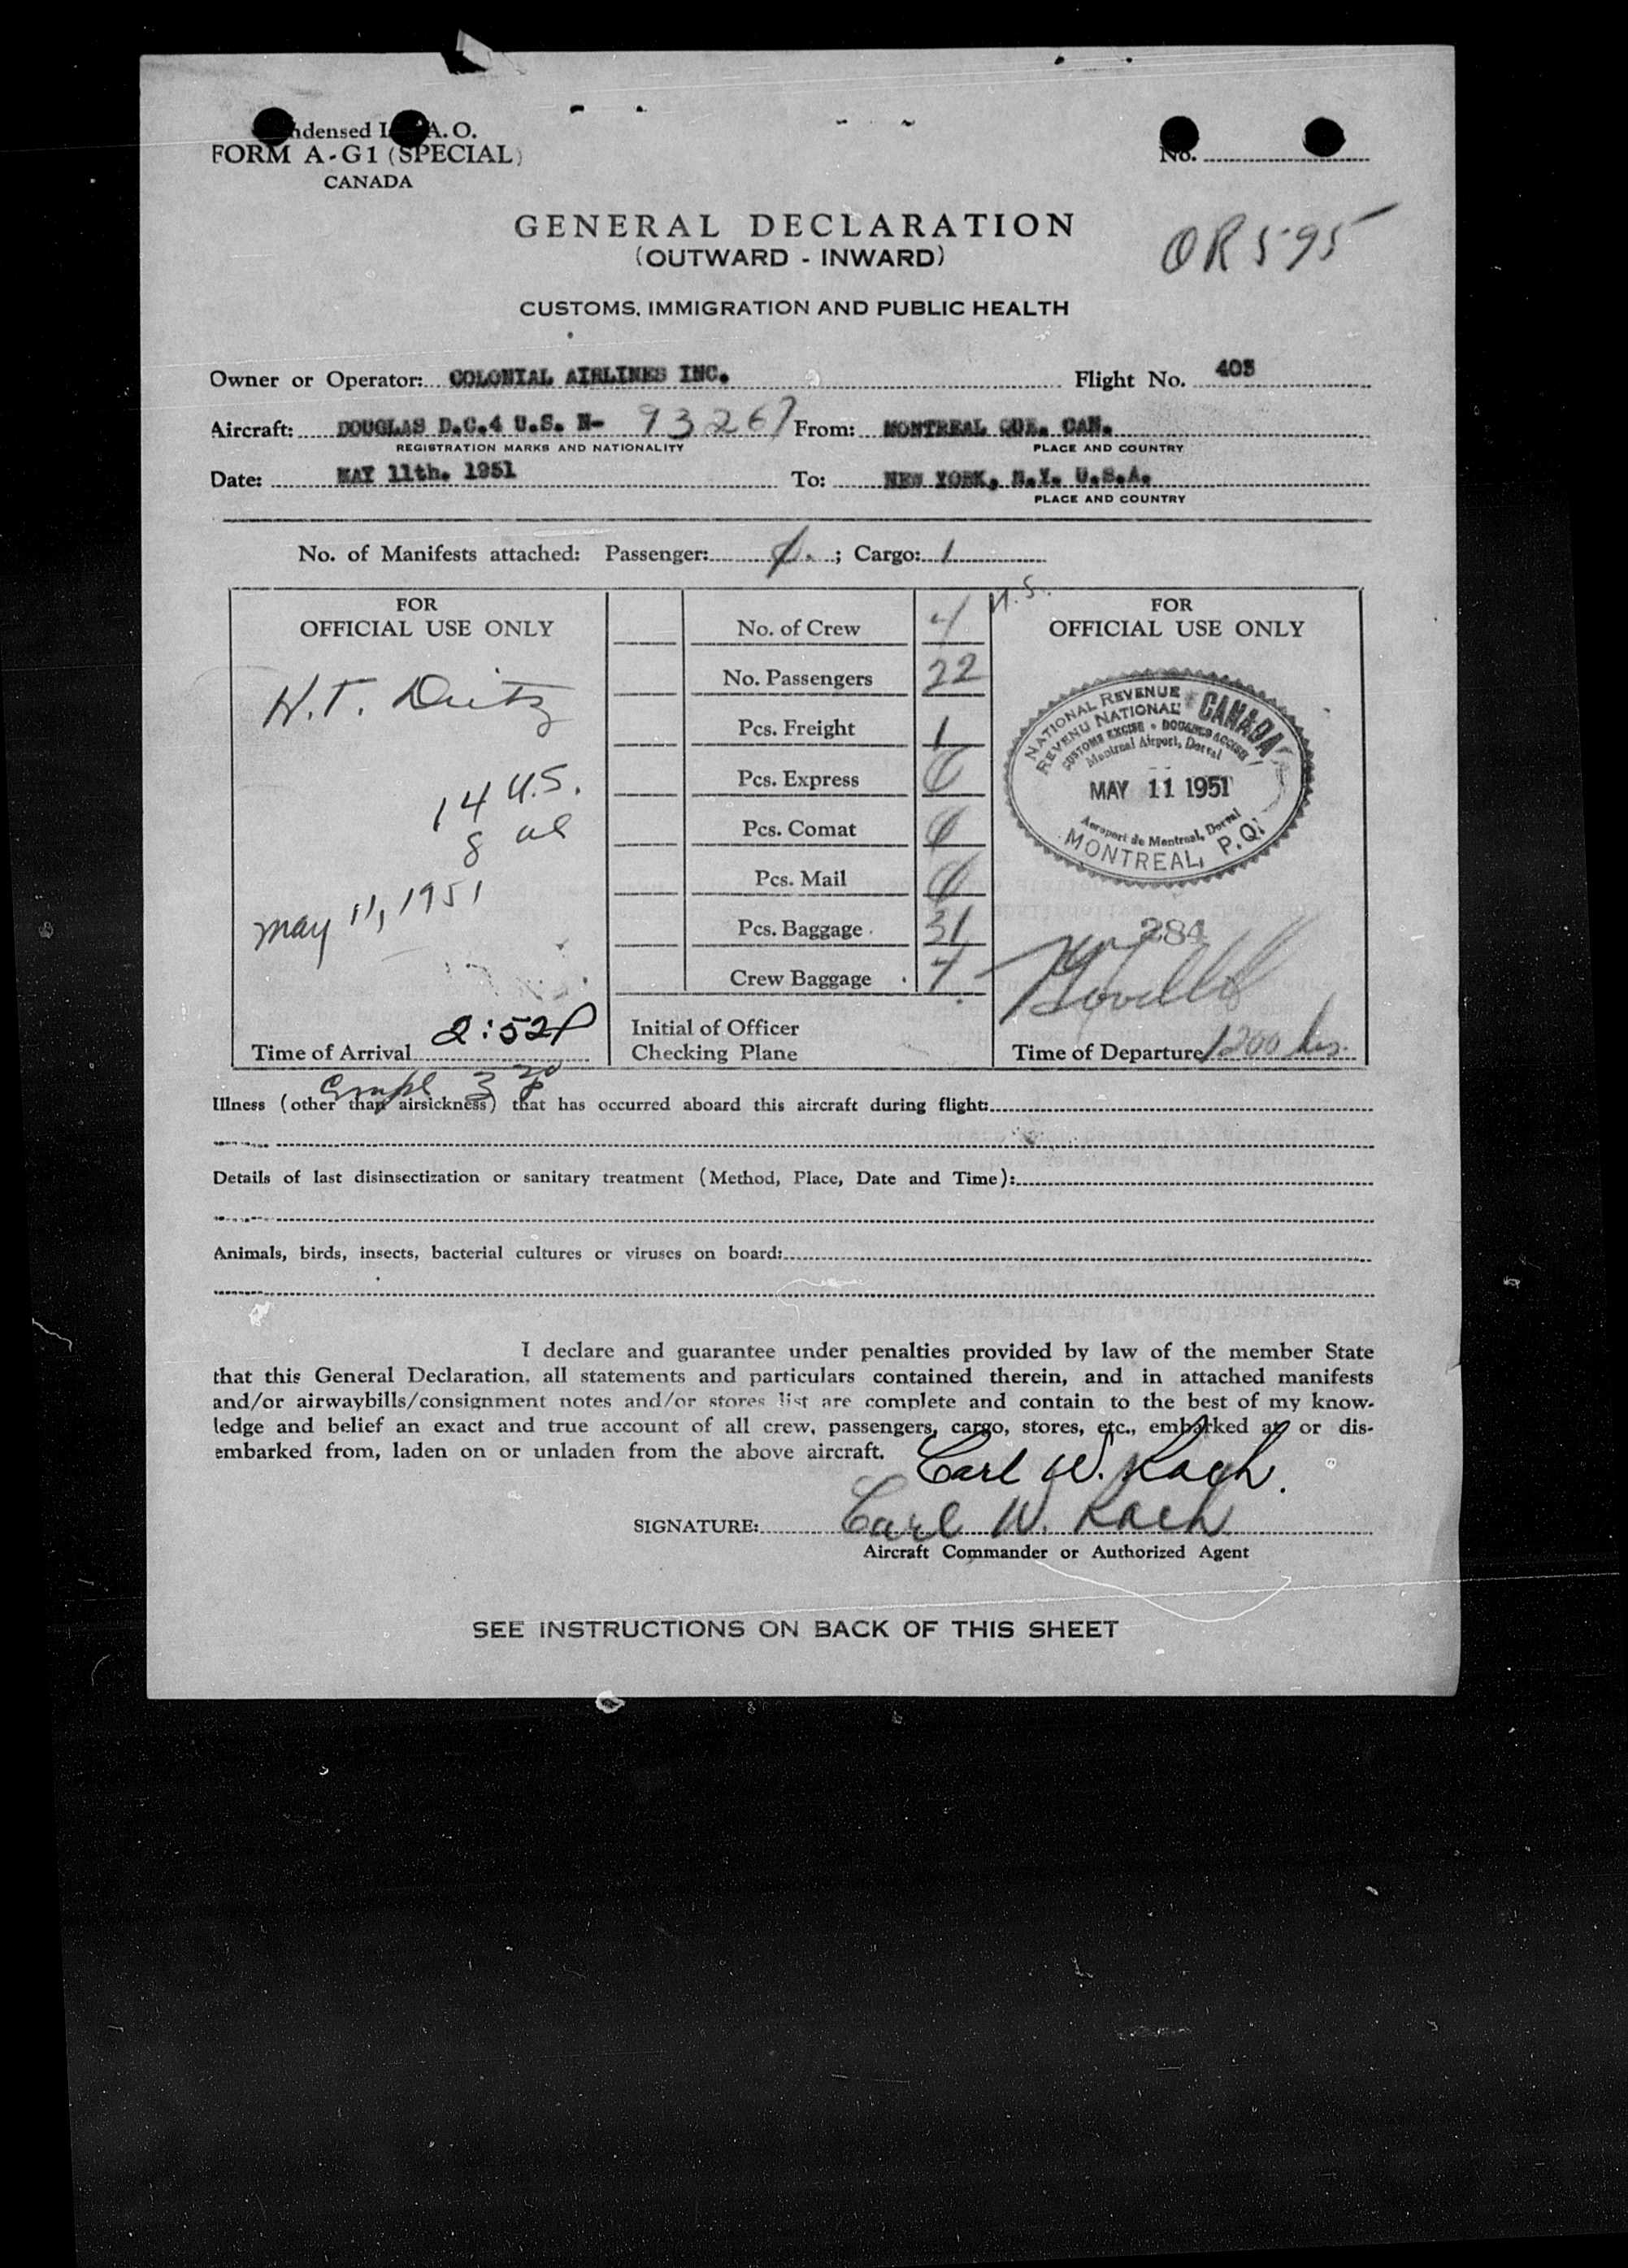 ndensed I A. O.
FORM A-G1 (SPECIAL)
CANADA
No.
GENERAL DECLARATION
(OUTWARD - INWARD)
OR 595
CUSTOMS, IMMIGRATION AND PUBLIC HEALTH
Owner or Operator: COLONIAL AIRLINES INC. Flight No. 403
Aircraft: DOUGLAS D.C.4 U.S. N- 93267 From: MONTREAL QUE. CAN.
REGISTRATION MARKS AND NATIONALITY PLACE AND COUNTRY
Date: MAY 11th. 1951 To: NEW YORK, N.Y. U.S.A.
PLACE AND COUNTRY
No. of Manifests attached: Passenger: ; Cargo: 1
FOR
OFFICIAL USE ONLY
H.T. Dietz
14 U.S.
8 al
May 11, 1951
Time of Arrival 2:52P
No. of Crew 4 U.S.
No. Passengers 22
Pcs. Freight 1
Pcs. Express
Pcs. Comat
Pcs. Mail
Pcs. Baggage 31
Crew Baggage 4
Initial of Officer
Checking Plane
FOR
OFFICIAL USE ONLY
NATIONAL REVENUE CANADA
REVENU NATIONAL
CUSTOMS EXCISE • DOUANES ACCISE
Montreal Airport, Dorval
MAY 11 1951
Aeroport de Montreal, Dorval
MONTREAL, P.Q.
284
Time of Departure 1200 hrs.
Compl 3 20 P
Illness (other than airsickness) that has occurred aboard this aircraft during flight:
Details of last disinsectization or sanitary treatment (Method, Place, Date and Time):
Animals, birds, insects, bacterial cultures or viruses on board:
I declare and guarantee under penalties provided by law of the member State
that this General Declaration, all statements and particulars contained therein, and in attached manifests
and/or airwaybills/consignment notes and/or stores list are complete and contain to the best of my know-
ledge and belief an exact and true account of all crew, passengers, cargo, stores, etc., embarked at or dis-
embarked from, laden on or unladen from the above aircraft.
Carl W. Kach.
SIGNATURE: Carl W. Kach
Aircraft Commander or Authorized Agent
SEE INSTRUCTIONS ON BACK OF THIS SHEET